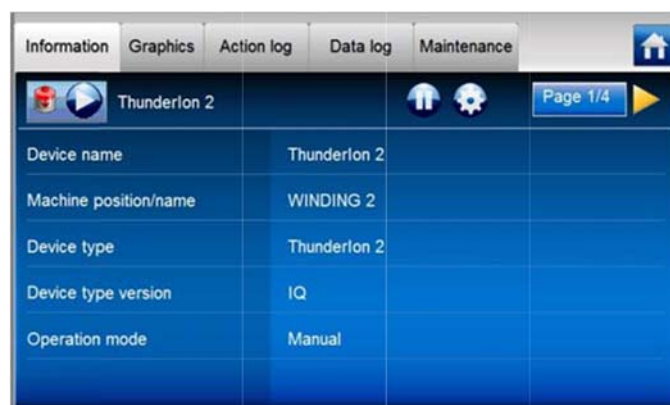 Information Graphics Action log Data log Maintenance
ThunderIon 2 Page 1/4
Device name ThunderIon 2
Machine position/name WINDING 2
Device type ThunderIon 2
Device type version IQ
Operation mode Manual